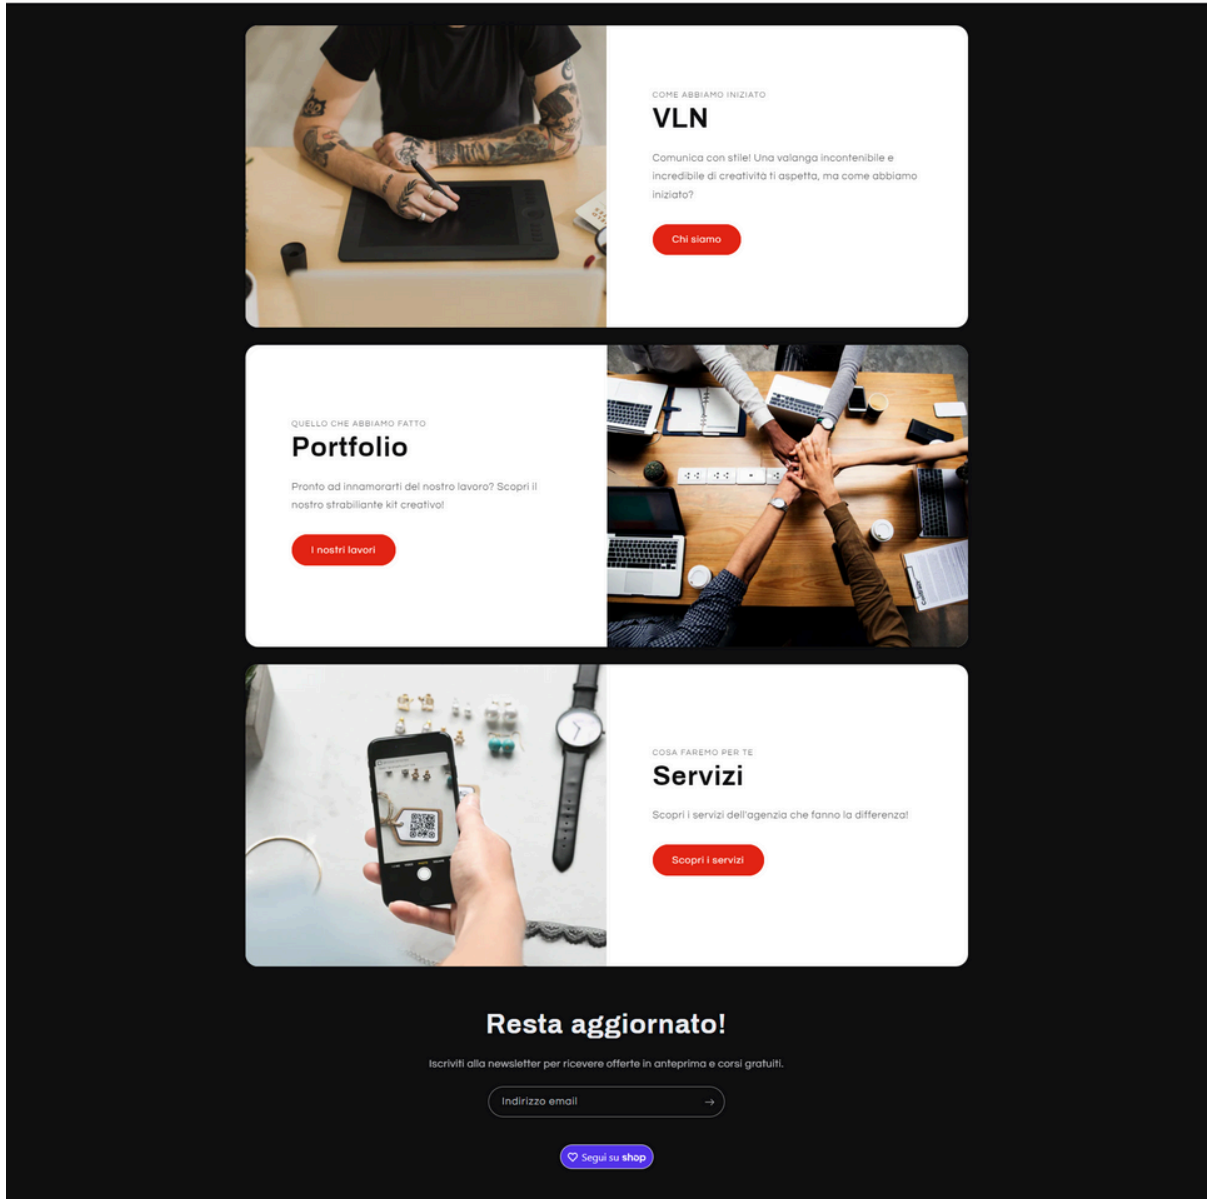 COME ABBIAMO INIZIATO
VLN
Comunica con stile! Una valanga incontenibile e
incredibile di creatività ti aspetta, ma come abbiamo
iniziato?
Chi siamo
QUELLO CHE ABBIAMO FATTO
Portfolio
Pronto ad innamorarti del nostro lavoro? Scopri il
nostro strabiliante kit creativo!
I nostri lavori
COSA FAREMO PER TE
Servizi
Scopri i servizi dell'agenzia che fanno la differenza!
Scopri i servizi
Resta aggiornato!
Iscriviti alla newsletter per ricevere offerte in anteprima e corsi gratuiti.
Indirizzo email
Segui su shop